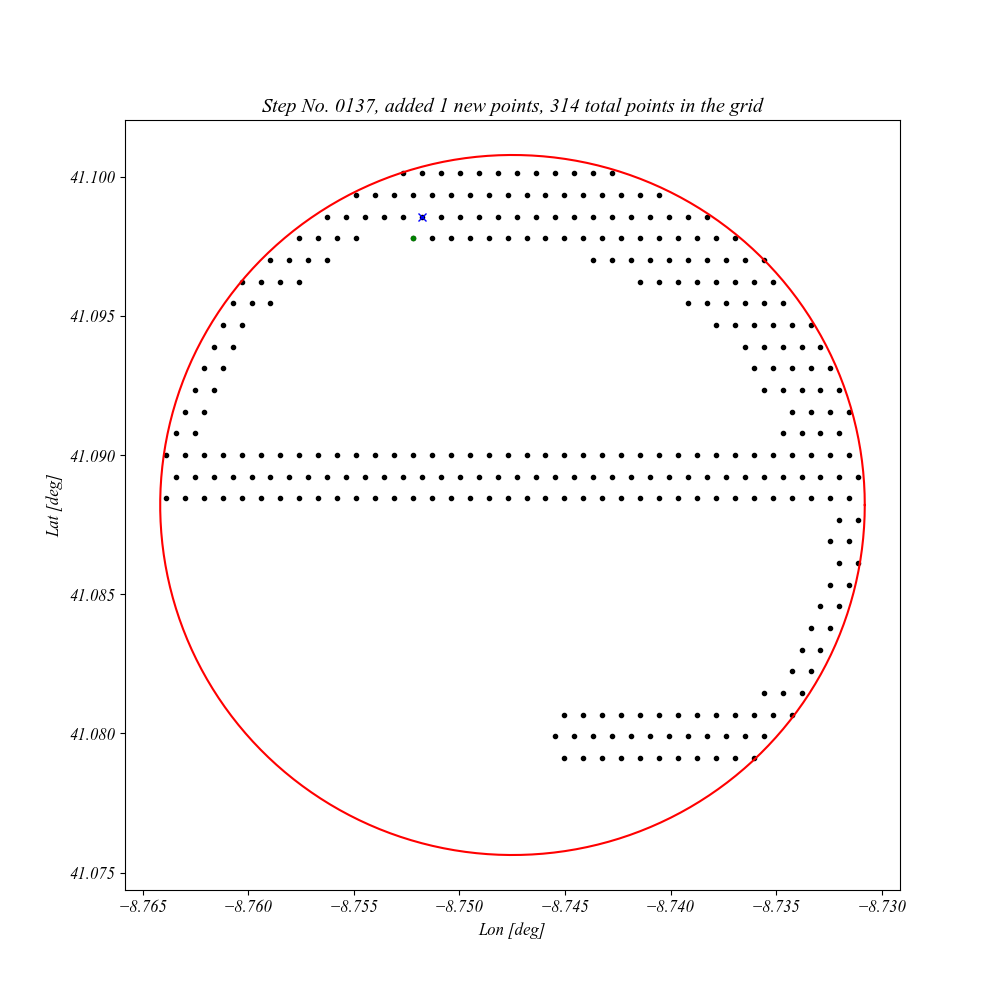 Step No. 0137, added 1 new points, 314 total points in the grid
41.100
41.095
41.090
41.085
41.080
41.075
Lat [deg]
−8.765 −8.760 −8.755 −8.750 −8.745 −8.740 −8.735 −8.730
Lon [deg]